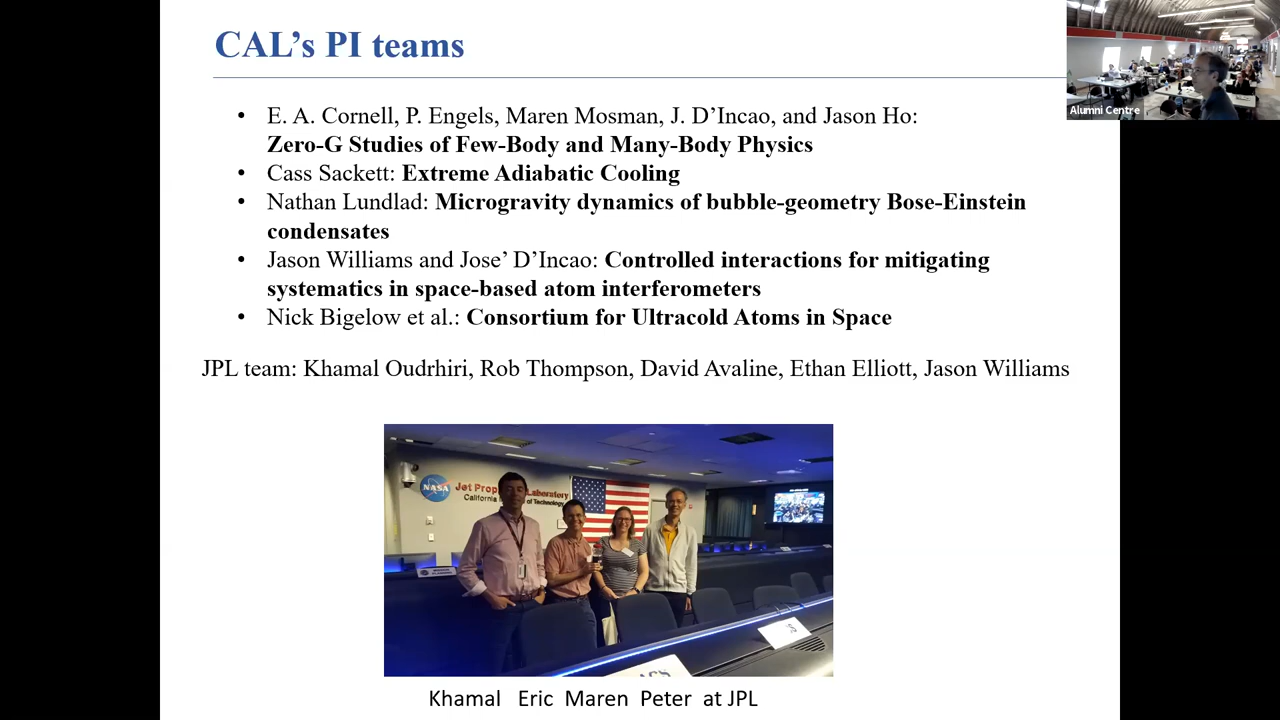 CAL’s PI teams
Alumni Centre
• E. A. Cornell, P. Engels, Maren Mosman, J. D’Incao, and Jason Ho:
Zero-G Studies of Few-Body and Many-Body Physics
• Cass Sackett: Extreme Adiabatic Cooling
• Nathan Lundlad: Microgravity dynamics of bubble-geometry Bose-Einstein
condensates
• Jason Williams and Jose’ D’Incao: Controlled interactions for mitigating
systematics in space-based atom interferometers
• Nick Bigelow et al.: Consortium for Ultracold Atoms in Space
JPL team: Khamal Oudrhiri, Rob Thompson, David Avaline, Ethan Elliott, Jason Williams
NASA
Jet Laboratory
California of Technology
Khamal Eric Maren Peter at JPL